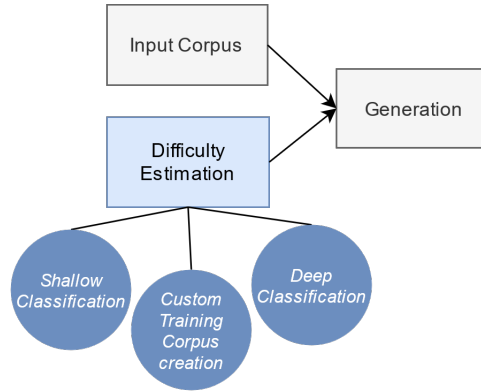 Input Corpus
Generation
Difficulty
Estimation
Shallow
Classification
Custom
Training
Corpus
creation
Deep
Classification